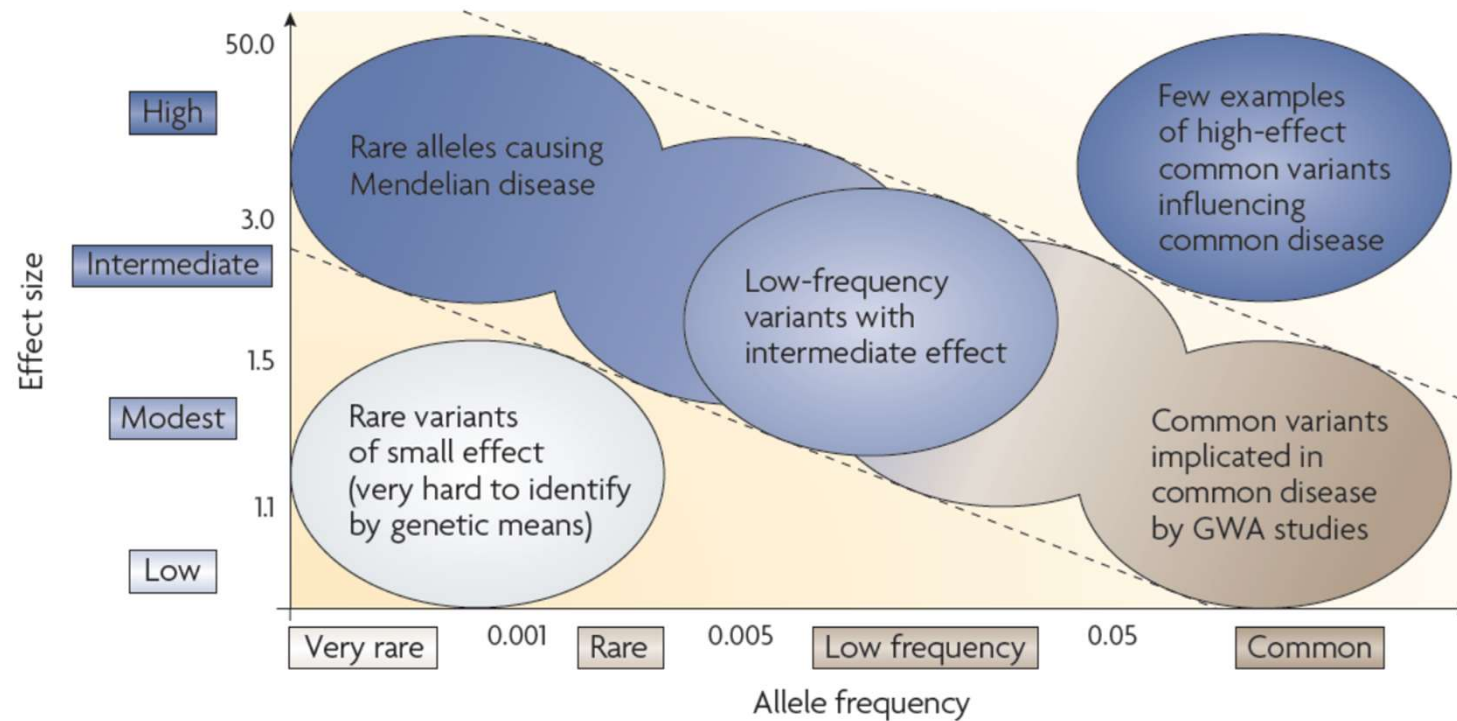 Effect size
50.0
High
3.0
Intermediate
1.5
Modest
1.1
Low
Rare alleles causing
Mendelian disease
Few examples
of high-effect
common variants
influencing
common disease
Low-frequency
variants with
intermediate effect
Rare variants
of small effect
(very hard to identify
by genetic means)
Common variants
implicated in
common disease
by GWA studies
Very rare
0.001
Rare
0.005
Low frequency
0.05
Common
Allele frequency